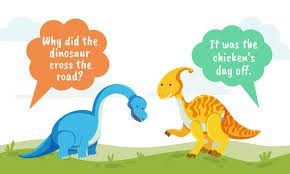 Why did the
dinosaur
cross the
road?
It was the
chicken's
day off.